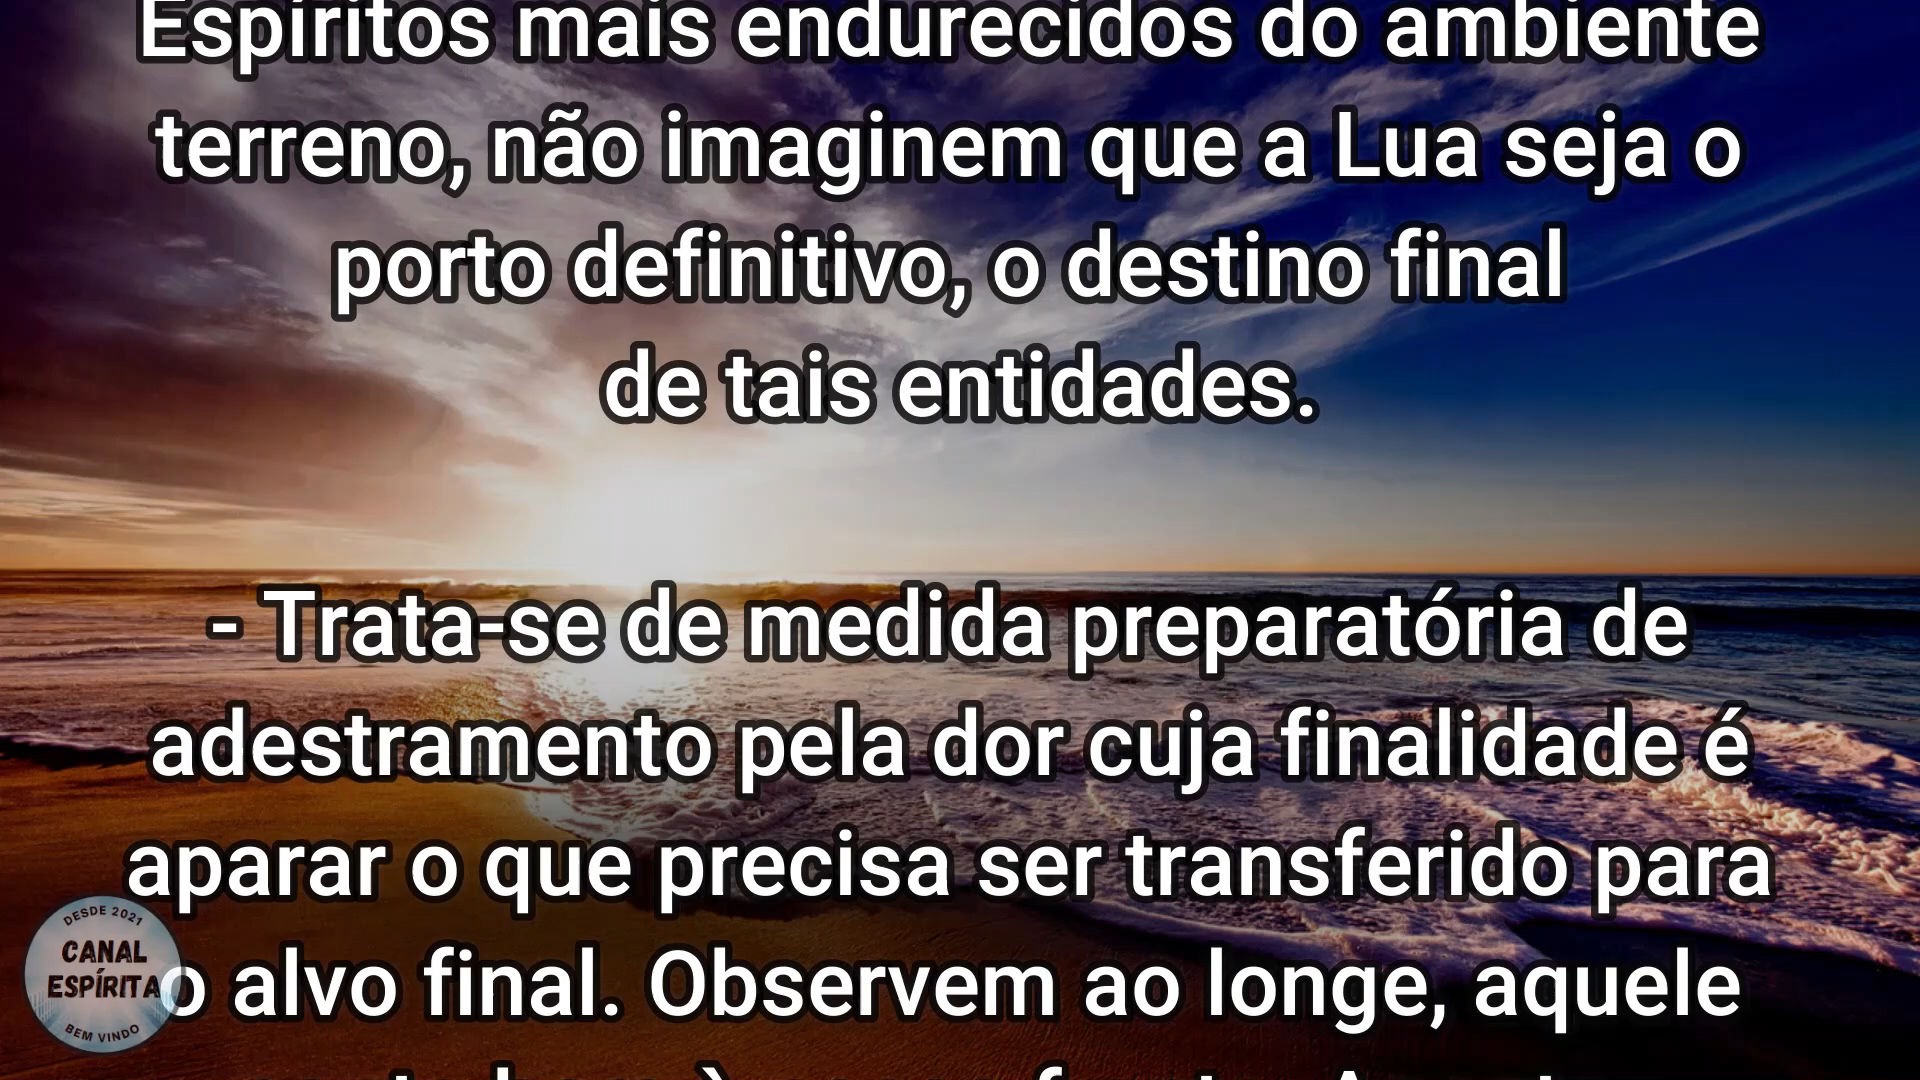 Espíritos mais endurecidos do ambiente
terreno, não imaginem que a Lua seja o
porto definitivo, o destino final
de tais entidades.
- Trata-se de medida preparatória de
adestramento pela dor cuja finalidade é
aparar o que precisa ser transferido para
o alvo final. Observem ao longe, aquele
DESDE 2021
CANAL
ESPÍRITA
BEM VINDO